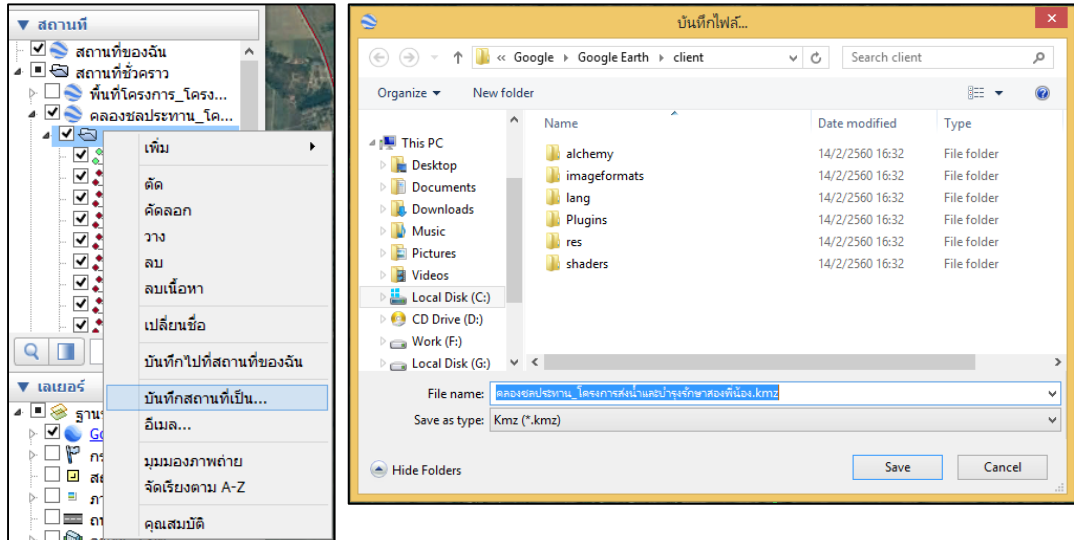 สถานที่
สถานที่ของฉัน
สถานที่ชั่วคราว
พื้นที่โครงการ_โครง...
คลองชลประทาน_โค...
เพิ่ม
ตัด
คัดลอก
วาง
ลบ
ลบเนื้อหา
เปลี่ยนชื่อ
บันทึกไปที่สถานที่ของฉัน
บันทึกสถานที่เป็น...
อีเมล...
มุมมองภาพถ่าย
จัดเรียงตาม A-Z
คุณสมบัติ
เลเยอร์
บันทึกไฟล์...
« Google Google Earth client
Search client
Organize New folder
Name Date modified Type
This PC
Desktop
Documents
Downloads
Music
Pictures
Videos
Local Disk (C:)
CD Drive (D:)
Work (F:)
Local Disk (G:)
alchemy 14/2/2560 16:32 File folder
imageformats 14/2/2560 16:32 File folder
lang 14/2/2560 16:32 File folder
Plugins 14/2/2560 16:32 File folder
res 14/2/2560 16:32 File folder
shaders 14/2/2560 16:32 File folder
File name: คลองชลประทาน_โครงการส่งน้ำและบำรุงรักษาสองพี่น้อง.kmz
Save as type: Kmz (*.kmz)
Hide Folders Save Cancel